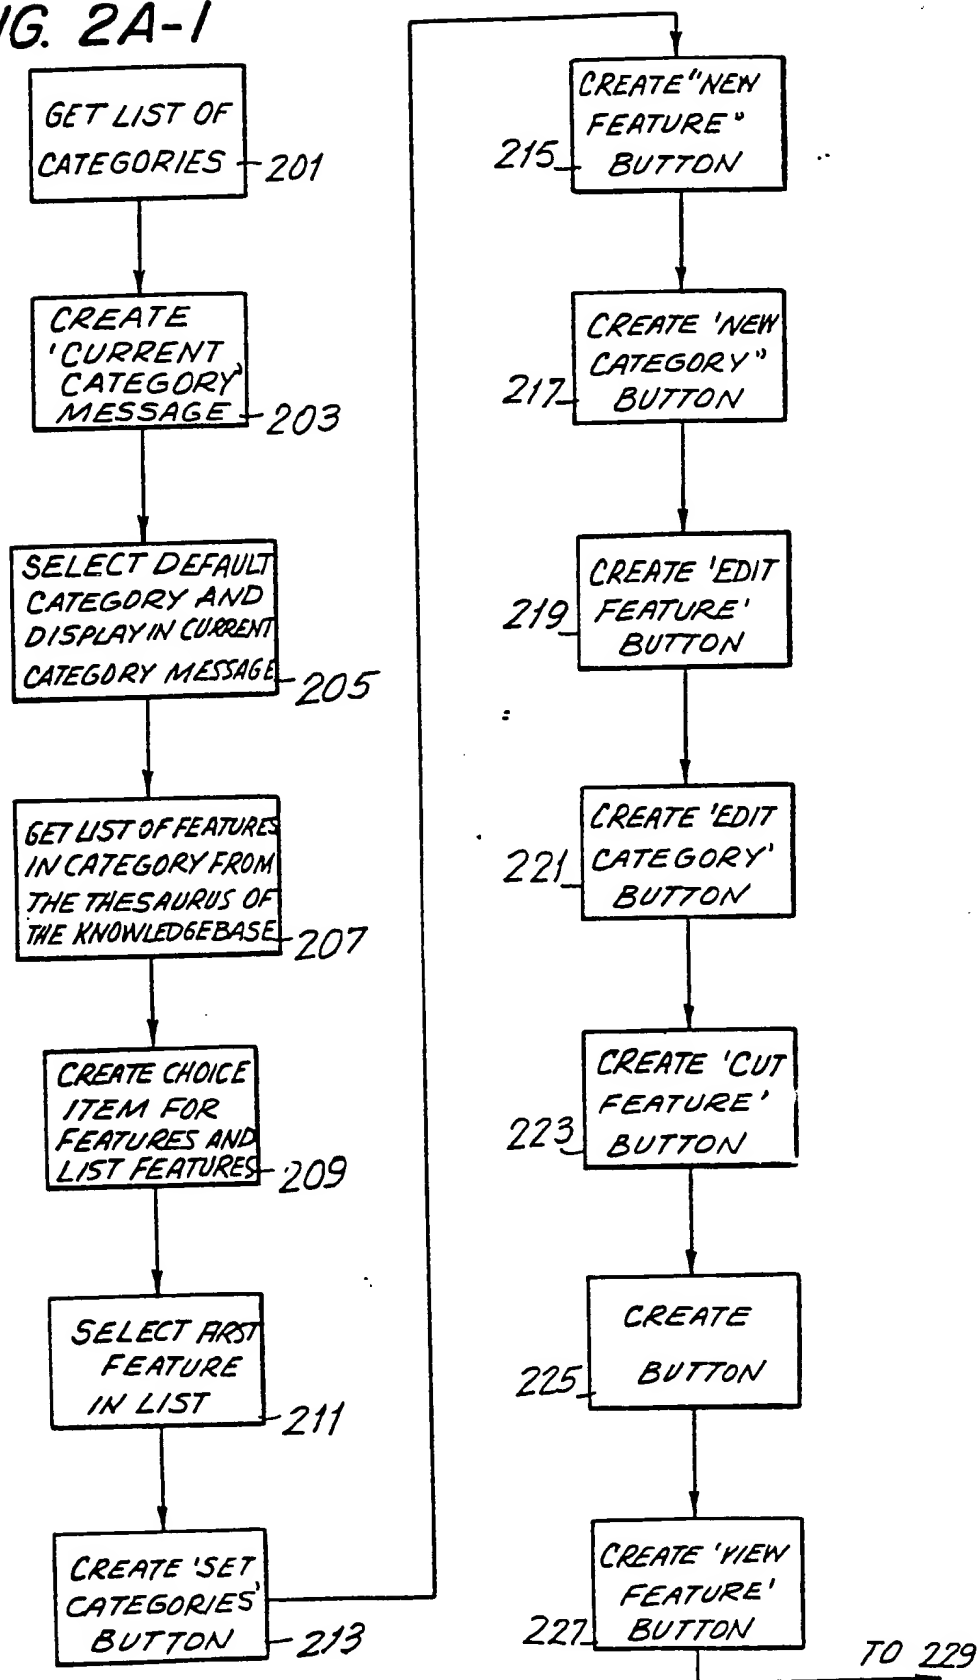 IG. 2A-1
GET LIST OF
CATEGORIES
201
CREATE
'CURRENT
CATEGORY'
MESSAGE
203
SELECT DEFAULT
CATEGORY AND
DISPLAY IN CURRENT
CATEGORY MESSAGE
205
GET LIST OF FEATURES
IN CATEGORY FROM
THE THESAURUS OF
THE KNOWLEDGEBASE
207
CREATE CHOICE
ITEM FOR
FEATURES AND
LIST FEATURES
209
SELECT FIRST
FEATURE
IN LIST
211
CREATE 'SET
CATEGORIES'
BUTTON
213
CREATE "NEW
FEATURE"
BUTTON
215
CREATE 'NEW
CATEGORY"
BUTTON
217
CREATE 'EDIT
FEATURE'
BUTTON
219
CREATE 'EDIT
CATEGORY'
BUTTON
221
CREATE 'CUT
FEATURE'
BUTTON
223
CREATE
BUTTON
225
CREATE 'VIEW
FEATURE'
BUTTON
227
TO 229